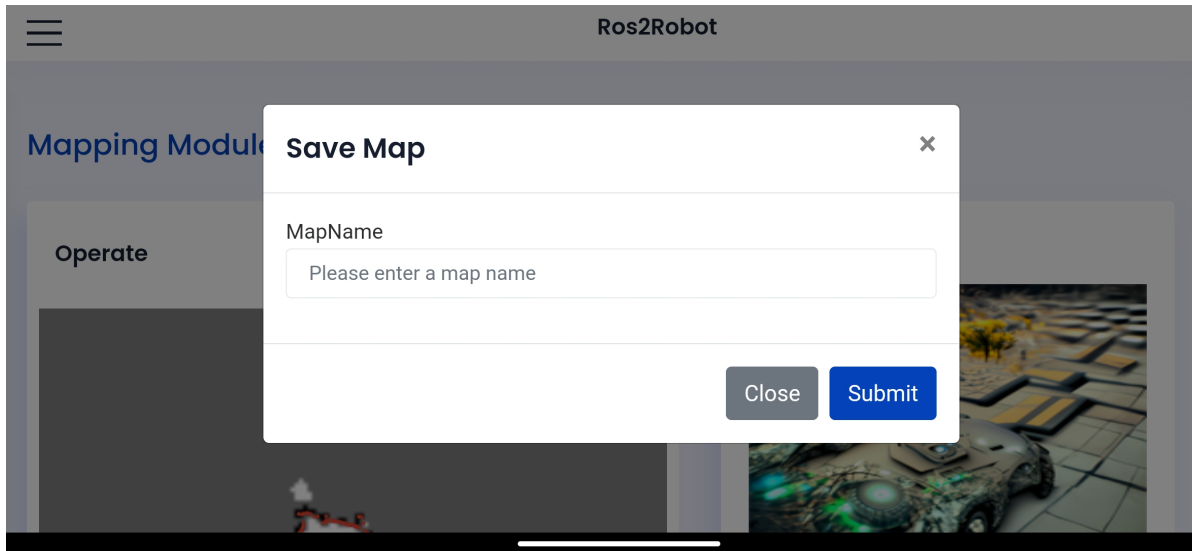 Ros2Robot
Mapping Module
Save Map
×
MapName
Please enter a map name
Operate
Close
Submit